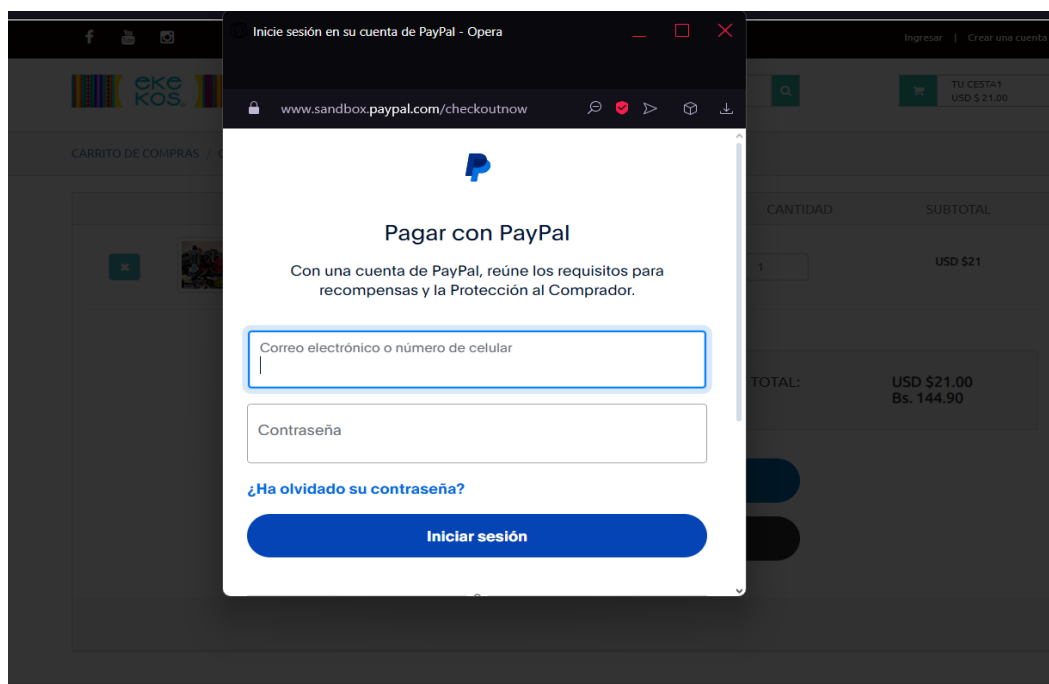 Inicie sesión en su cuenta de PayPal - Opera
Ingresar | Crear una cuenta
eke
kos
TU CESTA1
USD $ 21.00
www.sandbox.paypal.com/checkoutnow
CARRITO DE COMPRAS /
CANTIDAD SUBTOTAL
Pagar con PayPal
Con una cuenta de PayPal, reúne los requisitos para
recompensas y la Protección al Comprador.
1 USD $21
Correo electrónico o número de celular
TOTAL: USD $21.00
Bs. 144.90
Contraseña
¿Ha olvidado su contraseña?
Iniciar sesión